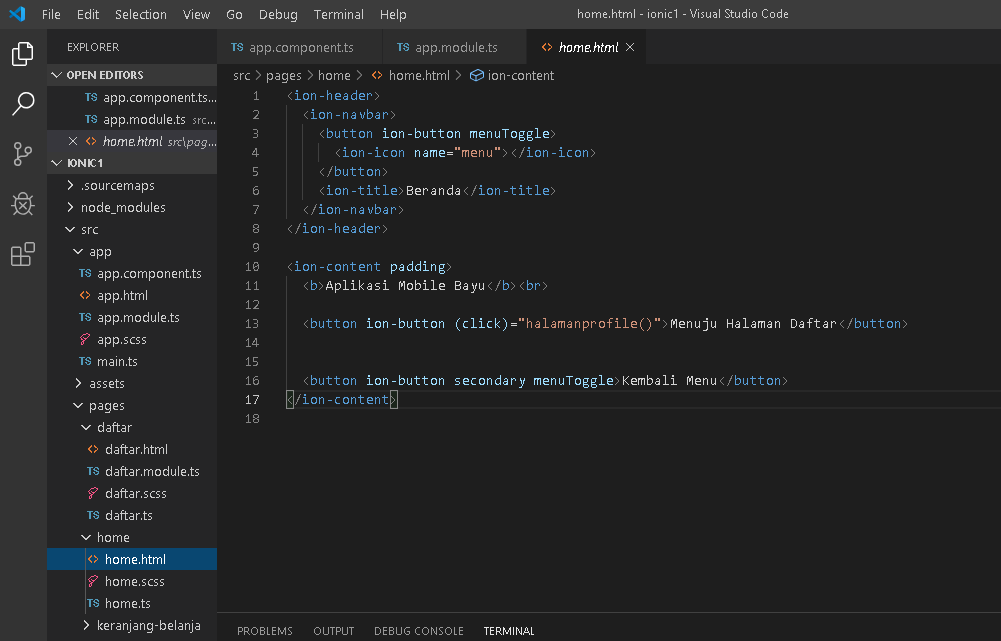 File Edit Selection View Go Debug Terminal Help home.html - ionic1 - Visual Studio Code
EXPLORER
OPEN EDITORS
TS app.component.ts...
TS app.module.ts src...
<> home.html src\pag...
IONIC1
.sourcemaps
node_modules
src
app
TS app.component.ts
<> app.html
TS app.module.ts
app.scss
TS main.ts
assets
pages
daftar
<> daftar.html
TS daftar.module.ts
daftar.scss
TS daftar.ts
home
<> home.html
home.scss
TS home.ts
keranjang-belanja
TS app.component.ts TS app.module.ts <> home.html
src > pages > home > <> home.html > ion-content
1 <ion-header>
2 <ion-navbar>
3 <button ion-button menuToggle>
4 <ion-icon name="menu"></ion-icon>
5 </button>
6 <ion-title>Beranda</ion-title>
7 </ion-navbar>
8 </ion-header>
9
10 <ion-content padding>
11 <b>Aplikasi Mobile Bayu</b><br>
12
13 <button ion-button (click)="halamanprofile()">Menuju Halaman Daftar</button>
14
15
16 <button ion-button secondary menuToggle>Kembali Menu</button>
17 </ion-content>
18
PROBLEMS OUTPUT DEBUG CONSOLE TERMINAL